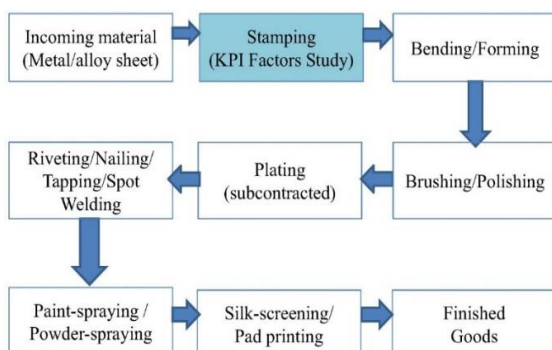 Incoming material
(Metal/alloy sheet)
Stamping
(KPI Factors Study)
Bending/Forming
Brushing/Polishing
Plating
(subcontracted)
Riveting/Nailing/
Tapping/Spot
Welding
Paint-spraying /
Powder-spraying
Silk-screening/
Pad printing
Finished
Goods